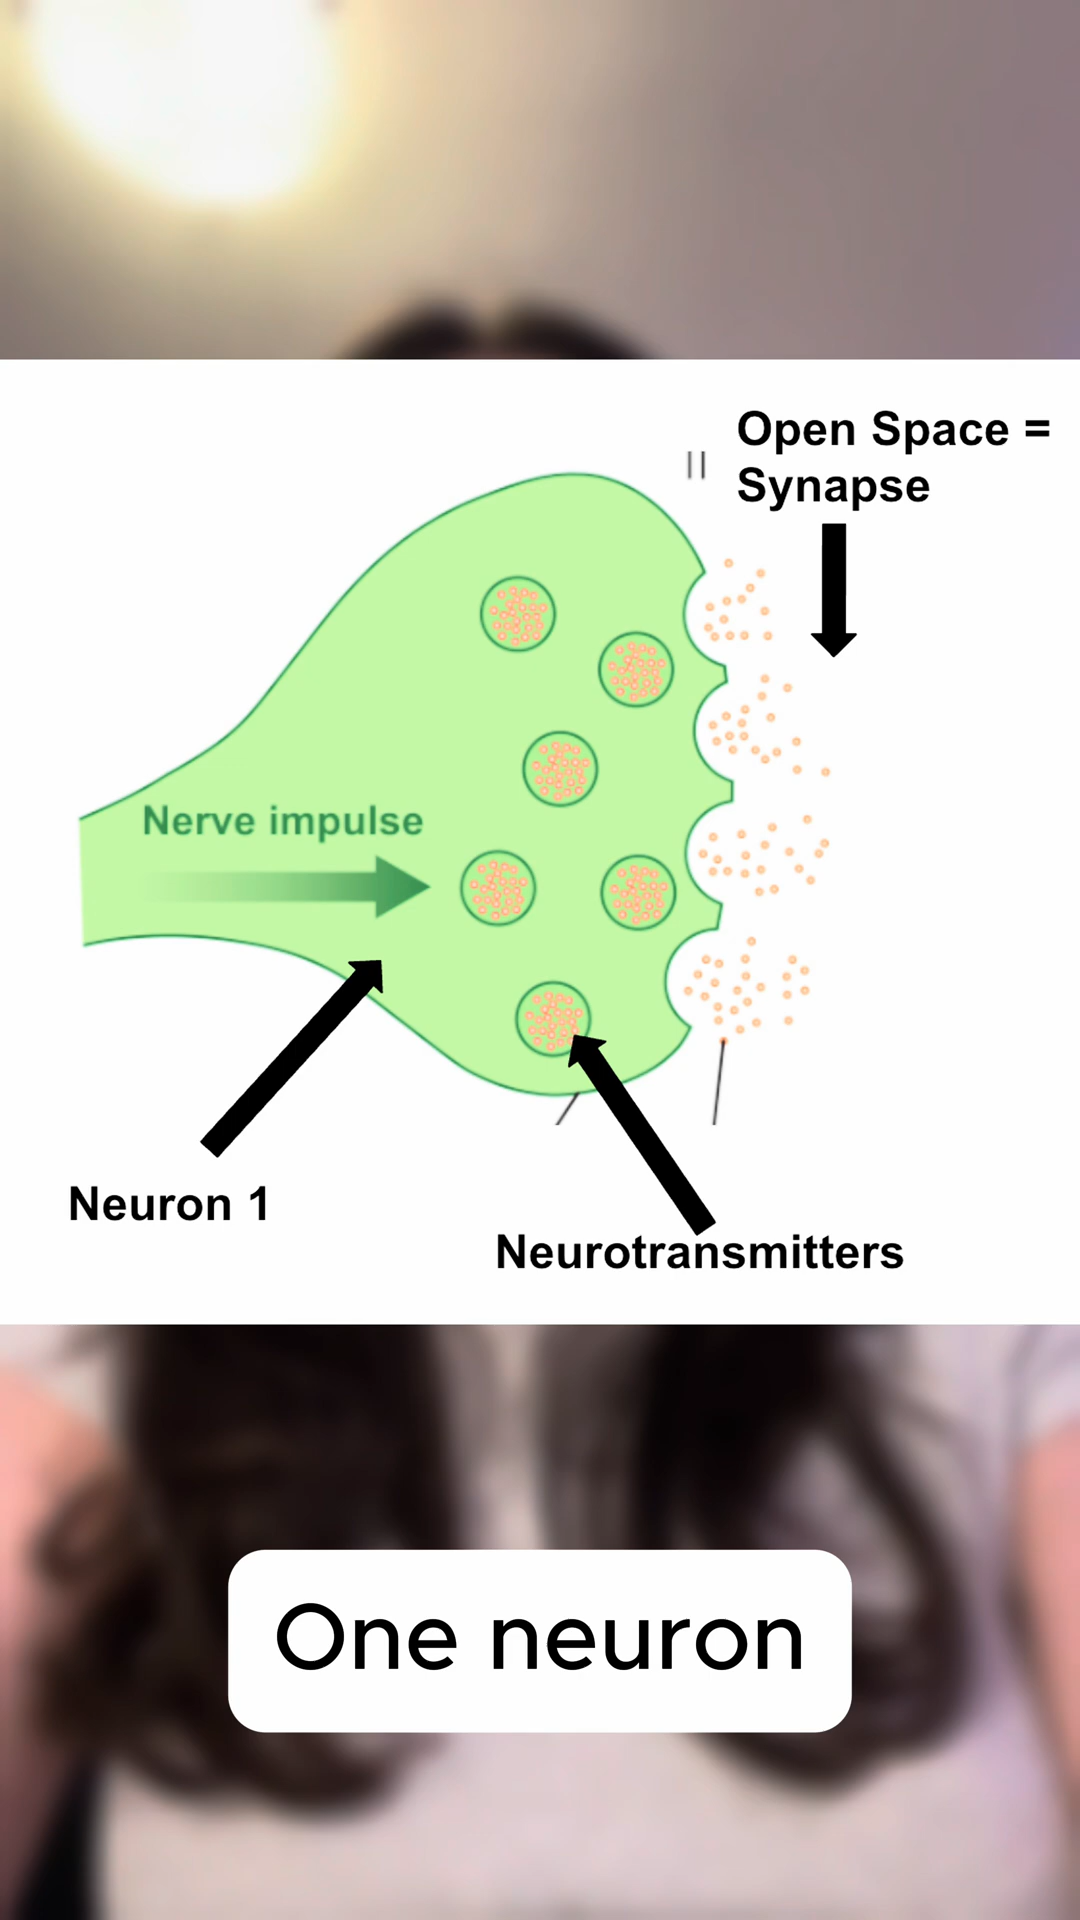 Open Space =
Synapse
Nerve impulse
Neuron 1
Neurotransmitters
One neuron